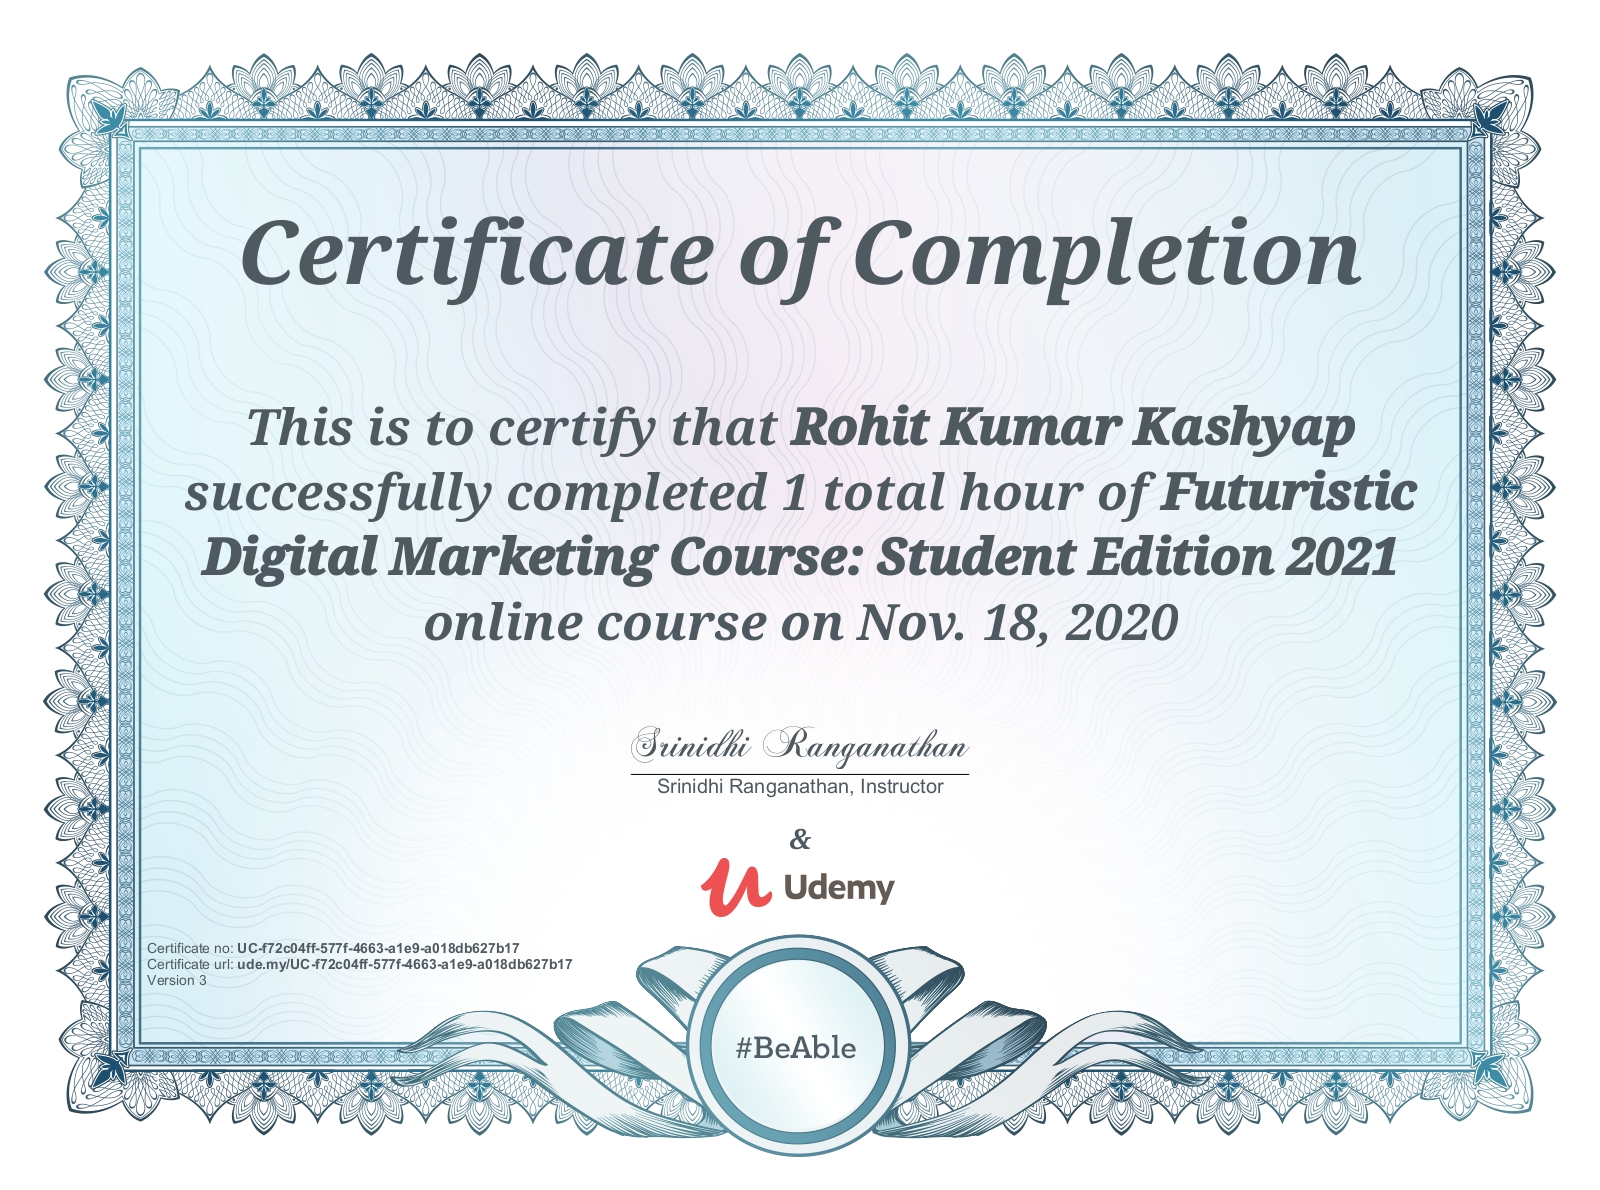 Certificate of Completion
This is to certify that Rohit Kumar Kashyap
successfully completed 1 total hour of Futuristic
Digital Marketing Course: Student Edition 2021
online course on Nov. 18, 2020
Srinidhi Ranganathan
Srinidhi Ranganathan, Instructor
&
Udemy
Certificate no: UC-f72c04ff-577f-4663-a1e9-a018db627b17
Certificate url: ude.my/UC-f72c04ff-577f-4663-a1e9-a018db627b17
Version 3
#BeAble